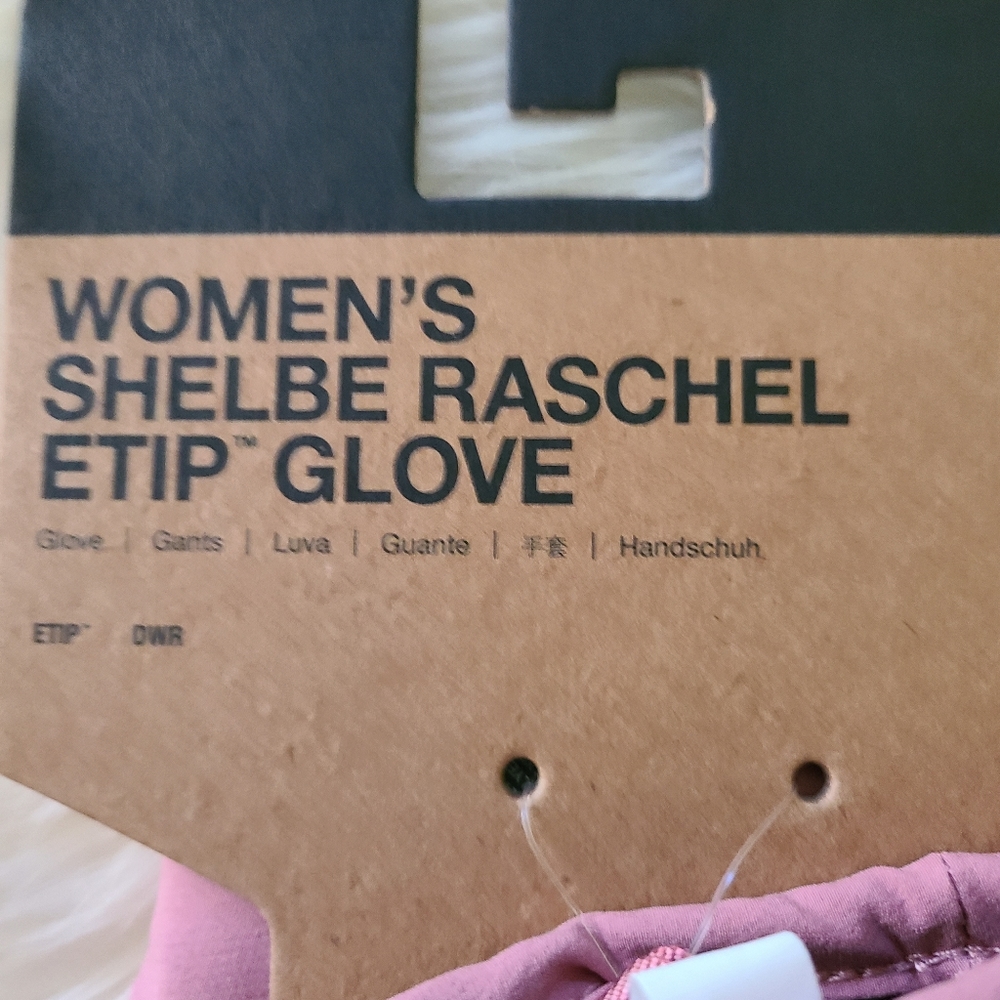 WOMEN'S
SHELBE RASCHEL
ETIP™ GLOVE
Glove | Gants | Luva | Guante | 手套 | Handschuh
ETIP™ DWR